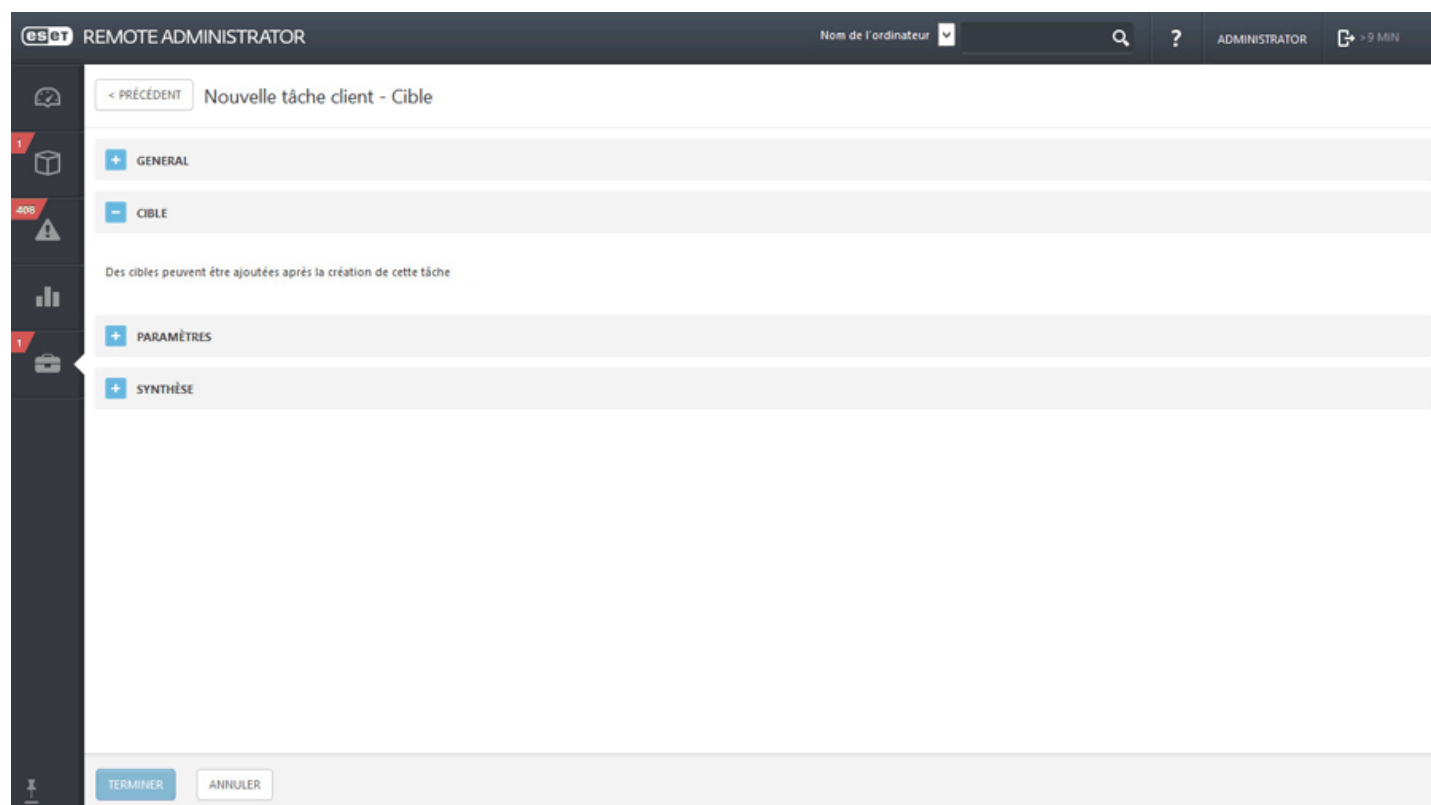 eset REMOTE ADMINISTRATOR
Nom de l'ordinateur
?
ADMINISTRATOR
>9 MIN
< PRÉCÉDENT
Nouvelle tâche client - Cible
1
GENERAL
408
CIBLE
Des cibles peuvent être ajoutées après la création de cette tâche
1
PARAMÈTRES
SYNTHÈSE
TERMINER
ANNULER